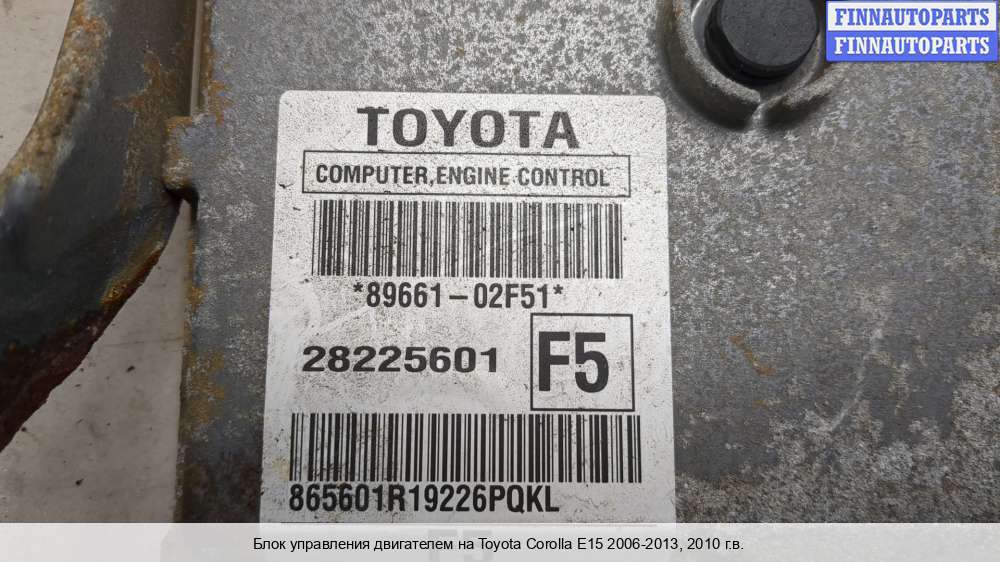 FINNAUTOPARTS
FINNAUTOPARTS
TOYOTA
COMPUTER,ENGINE CONTROL
*89661-02F51*
28225601 F5
865601R19226PQKL
F5
Блок управления двигателем на Toyota Corolla E15 2006-2013, 2010 г.в.